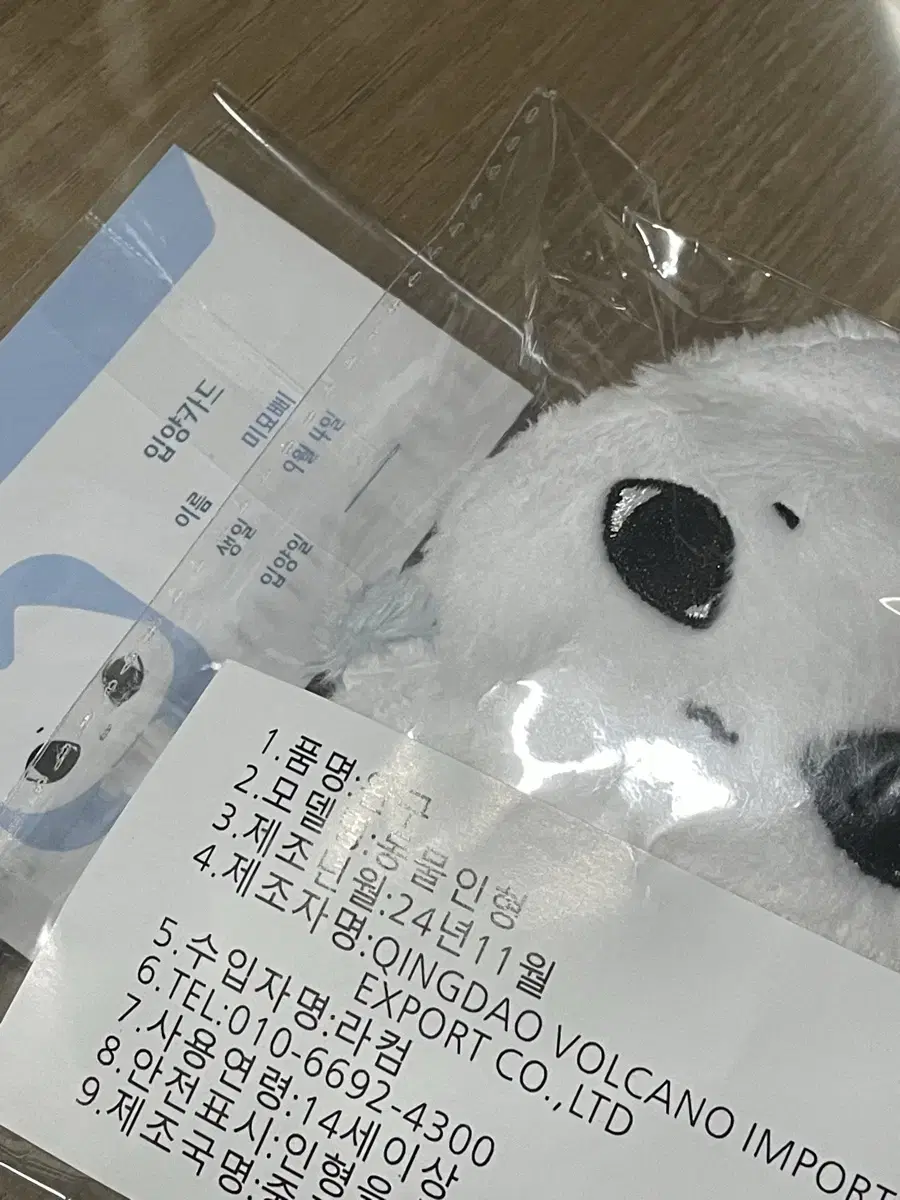 입양카드
이름 미묘삐
생일 9월 4일
입양일
1.품명:
2.모델명:솜인형
3.제조년월:24년11월
4.제조자명:QINGDAO VOLCANO IMPORT
EXPORT CO.,LTD
5.수입자명:라컴
6.TEL:010-6692-4300
7.사용연령:14세이상
8.안전표시:인형을
9.제조국명:중